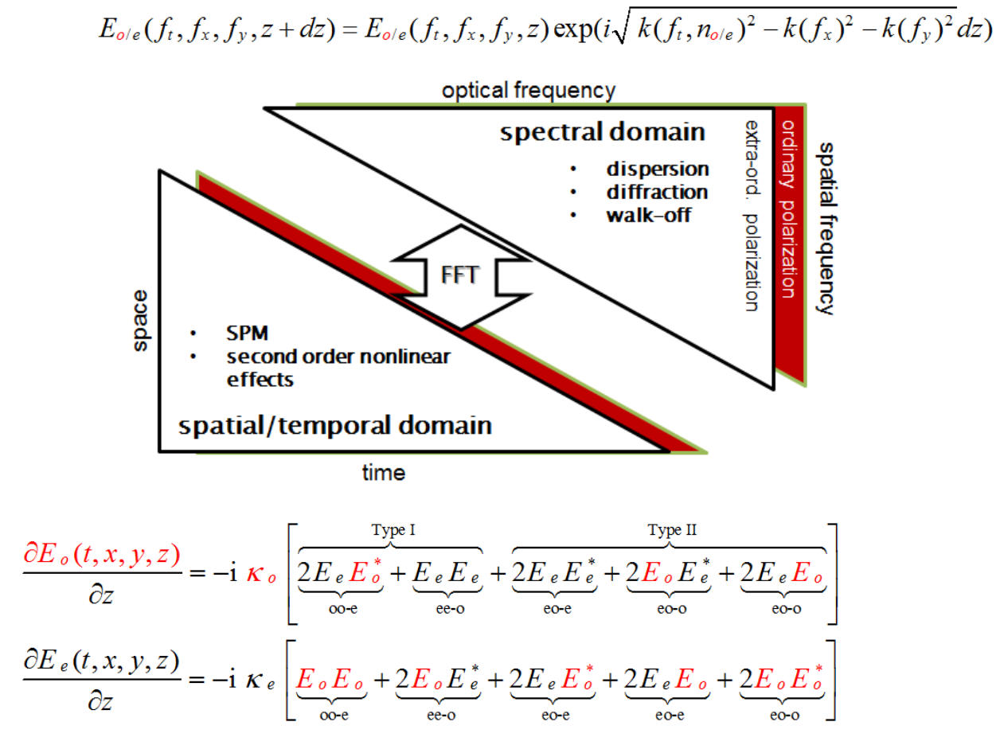 E_{o/e}(f_t, f_x, f_y, z + dz) = E_{o/e}(f_t, f_x, f_y, z) exp(i√(k(f_t, n_{o/e})² − k(f_x)² − k(f_y)²) dz)
optical frequency
spectral domain
• dispersion
• diffraction
• walk-off
extra-ord. polarization
ordinary polarization
spatial frequency
FFT
space
• SPM
• second order nonlinear
effects
spatial/temporal domain
time
Type I Type II
∂E_o(t, x, y, z)/∂z = −i κ_o [2E_e E_o^* + E_e E_e + 2E_e E_e^* + 2E_o E_e^* + 2E_e E_o]
oo-e ee-o eo-e eo-o eo-o
∂E_e(t, x, y, z)/∂z = −i κ_e [E_o E_o + 2E_o E_e^* + 2E_e E_o^* + 2E_e E_o + 2E_o E_o^*]
oo-e ee-o eo-e eo-e eo-o